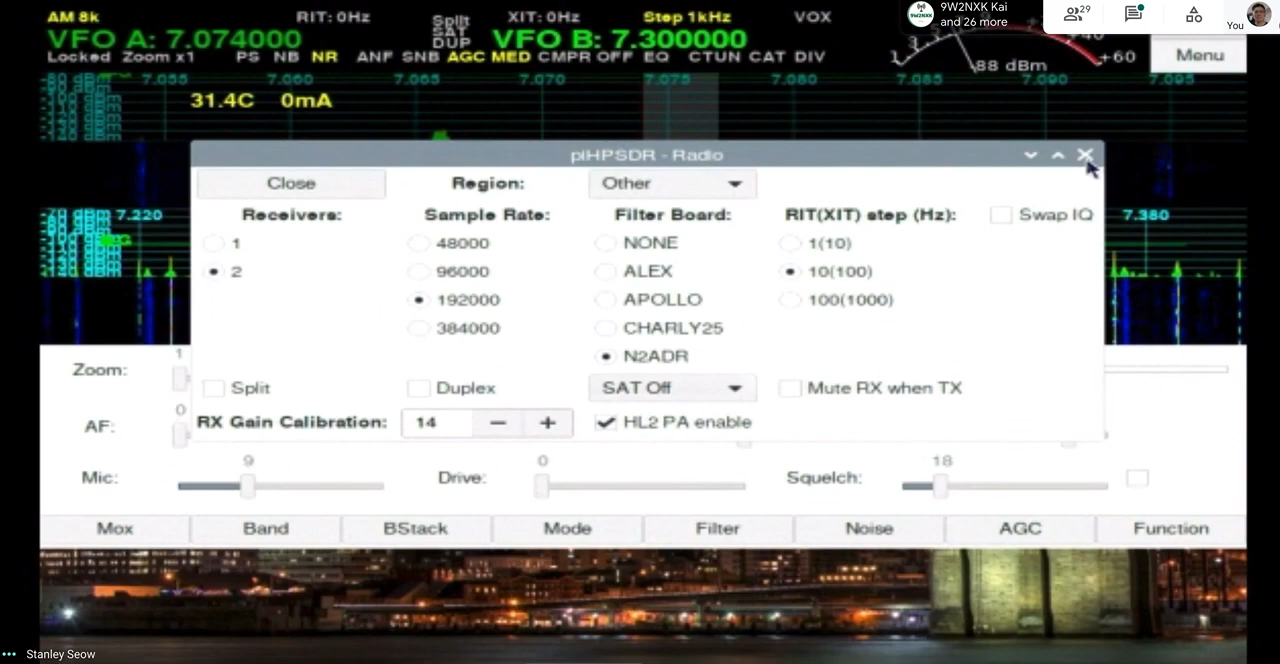 AM 8k RIT: 0Hz Split XIT: 0Hz Step 1kHz VOX
SAT
VFO A: 7.074000 DUP VFO B: 7.300000
Locked Zoom x1 PS NB NR ANF SNB AGC MED CMPR OFF EQ CTUN CAT DIV
-88 dBm +40 +60
Menu
9W2NXK Kai
and 26 more
29
You
-80 dBm 7.055 7.060 7.065 7.070 7.075 7.080 7.085 7.090 7.095
31.4C 0mA
piHPSDR - Radio
Close Region: Other
Receivers: Sample Rate: Filter Board: RIT(XIT) step (Hz): Swap IQ
1 48000 NONE 1(10)
2 96000 ALEX 10(100)
192000 APOLLO 100(1000)
384000 CHARLY25
N2ADR
Split Duplex SAT Off Mute RX when TX
RX Gain Calibration: 14 − + HL2 PA enable
-70 dBm 7.220 7.380
Zoom: 1
AF: 0
Mic: 9 Drive: 0 Squelch: 18
Mox Band BStack Mode Filter Noise AGC Function
Stanley Seow